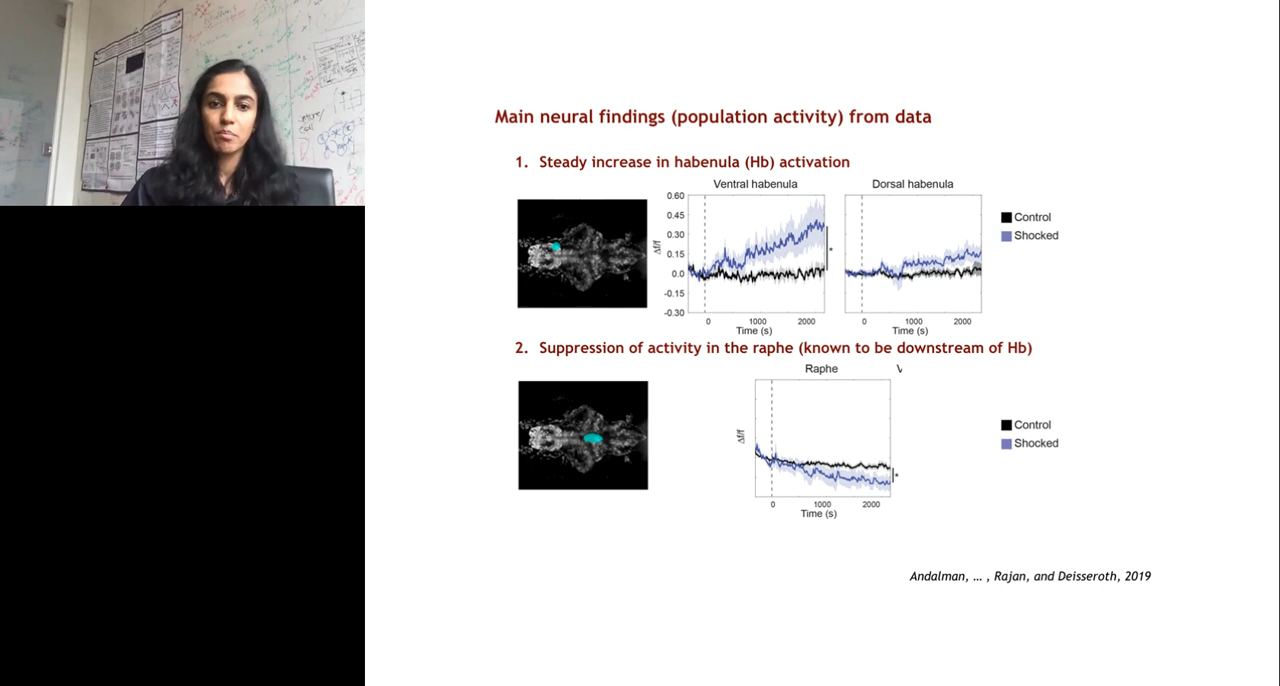 Main neural findings (population activity) from data
1. Steady increase in habenula (Hb) activation
Ventral habenula
Dorsal habenula
0.60
0.45
0.30
0.15
0.0
-0.15
-0.30
Δf/f
*
0 1000 2000
Time (s)
0 1000 2000
Time (s)
Control
Shocked
2. Suppression of activity in the raphe (known to be downstream of Hb)
Raphe
Δf/f
*
0 1000 2000
Time (s)
Control
Shocked
Andalman, ... , Rajan, and Deisseroth, 2019